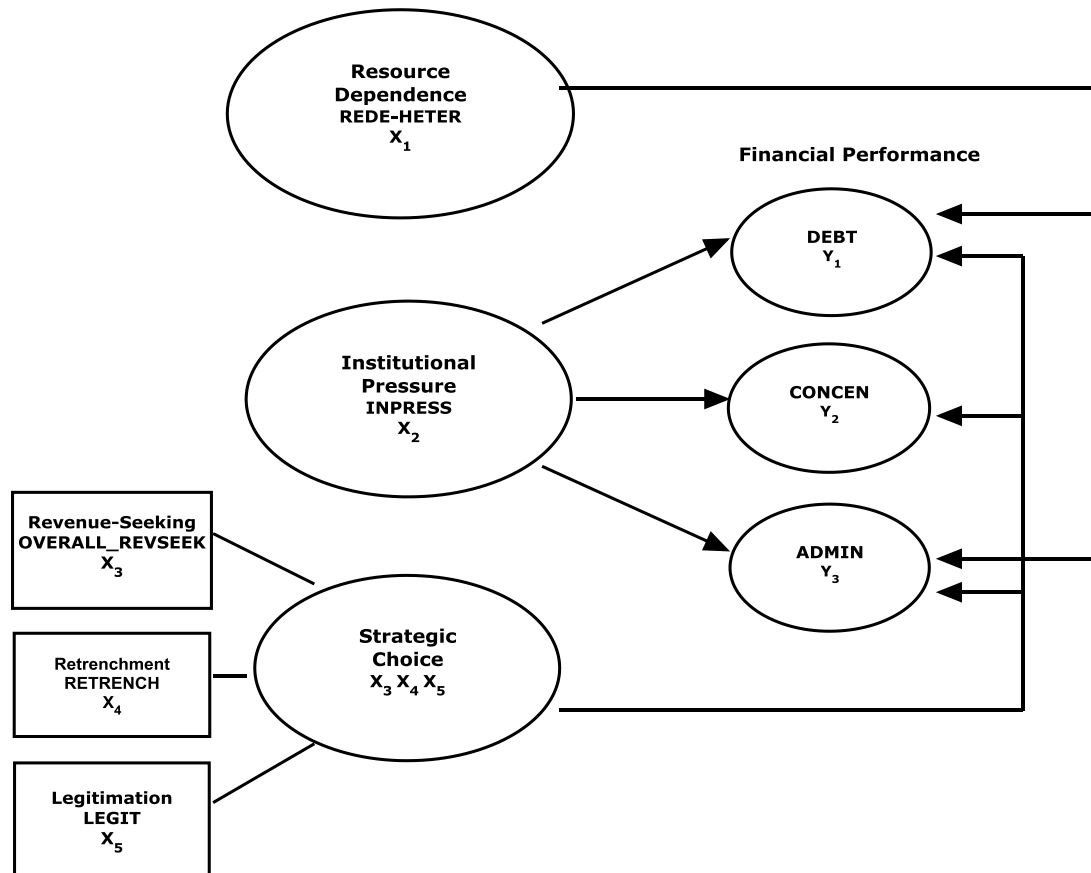 Resource
Dependence
REDE-HETER
X₁
Financial Performance
DEBT
Y₁
Institutional
Pressure
INPRESS
X₂
CONCEN
Y₂
Revenue-Seeking
OVERALL_REVSEEK
X₃
ADMIN
Y₃
Strategic
Choice
X₃ X₄ X₅
Retrenchment
RETRENCH
X₄
Legitimation
LEGIT
X₅